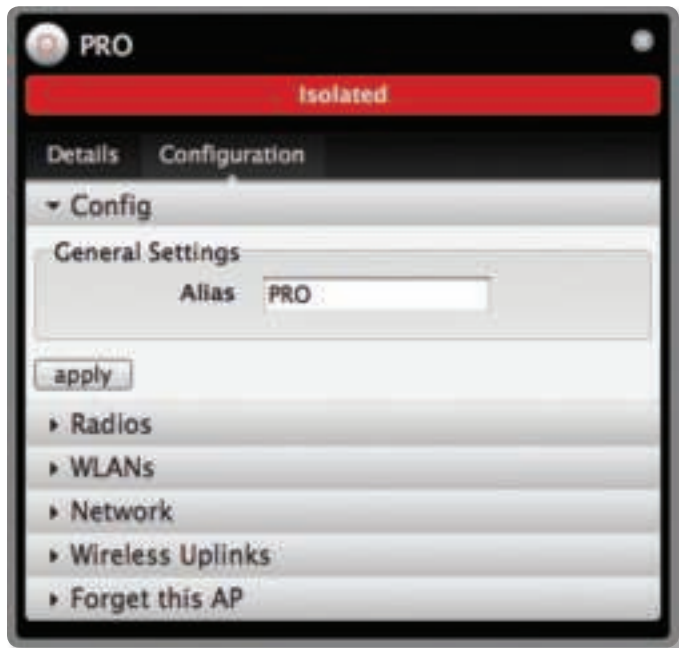 PRO
Isolated
Details Configuration
Config
General Settings
Alias PRO
apply
Radios
WLANs
Network
Wireless Uplinks
Forget this AP